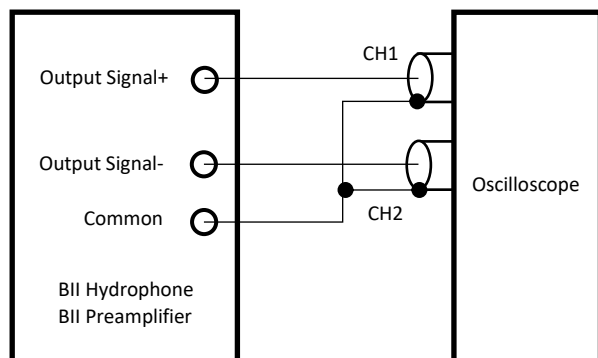 CH1
Output Signal+
Output Signal-
Oscilloscope
Common
CH2
BII Hydrophone
BII Preamplifier